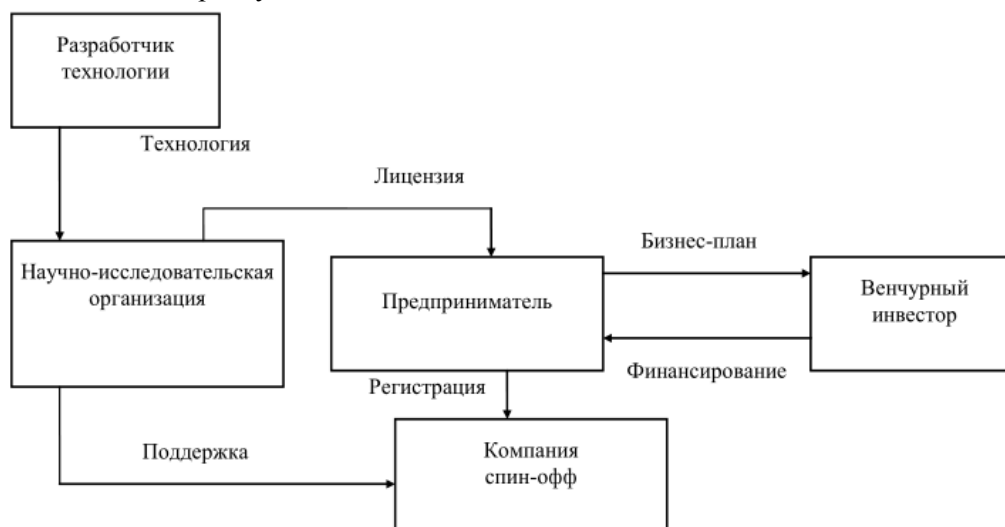 Разработчик
технологии
Технология
Лицензия
Бизнес-план
Научно-исследовательская
организация
Предприниматель
Венчурный
инвестор
Регистрация
Финансирование
Поддержка
Компания
спин-офф